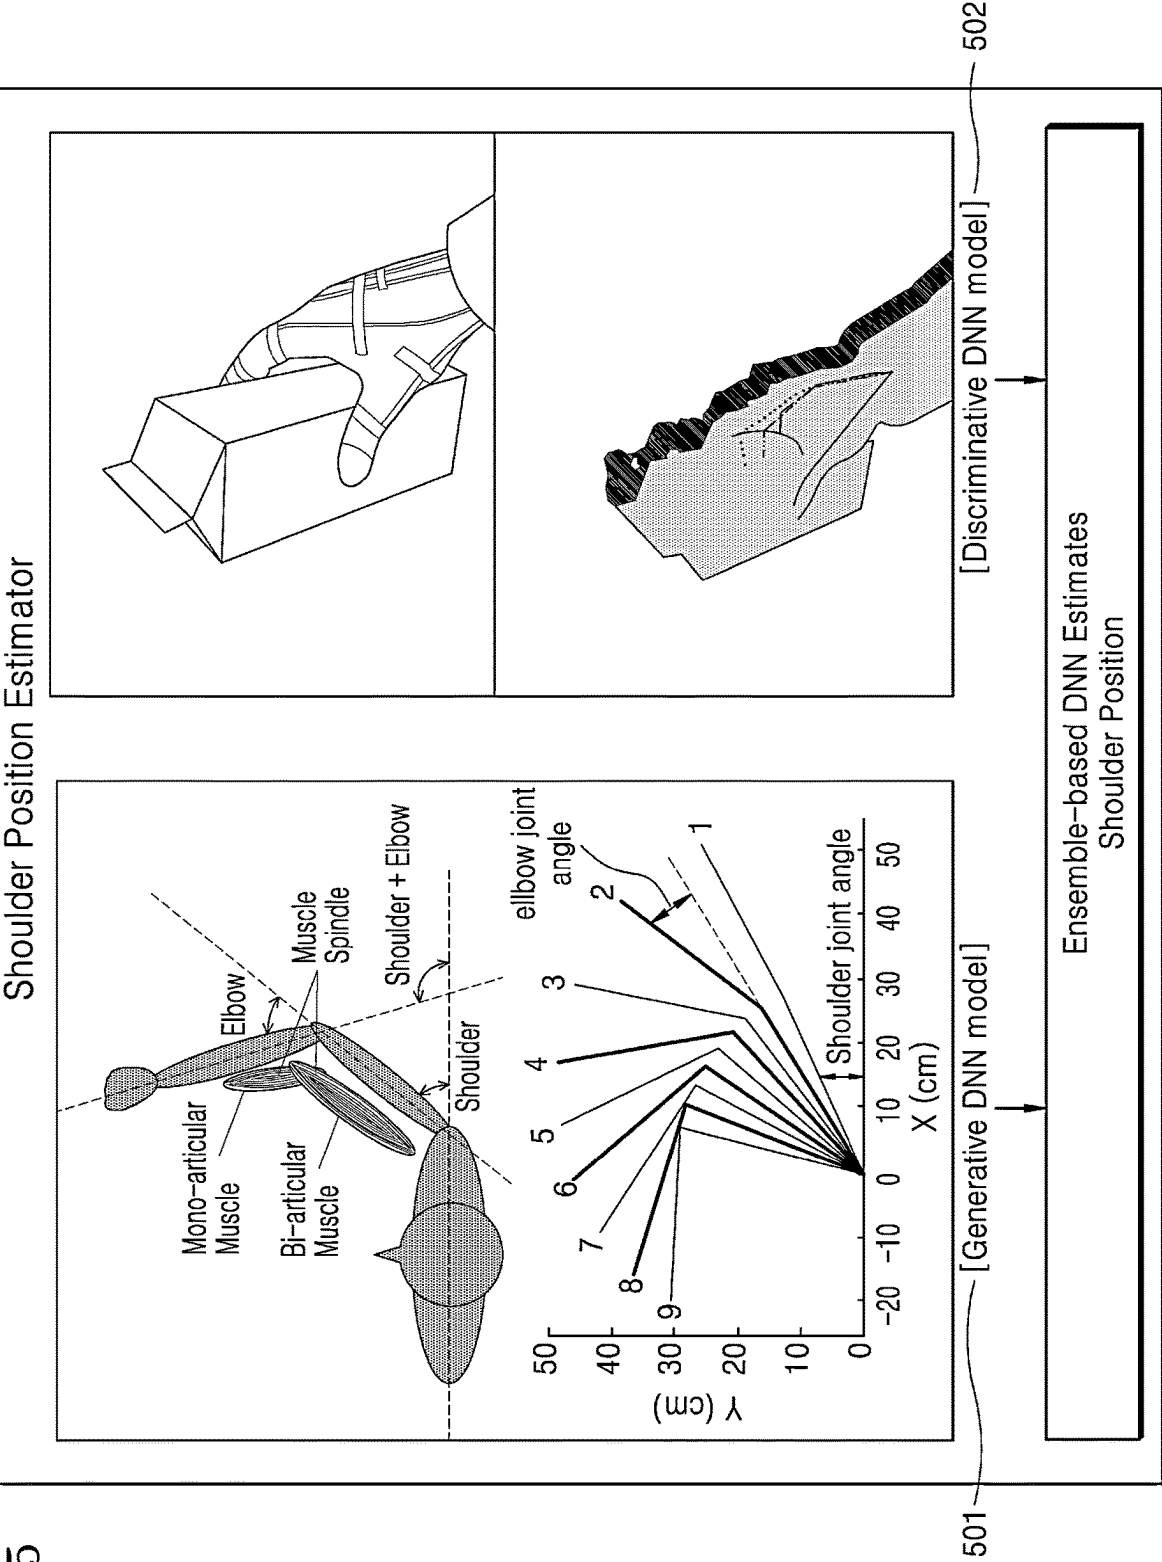 5
Shoulder Position Estimator
Elbow
Mono-articular
Muscle
Muscle
Spindle
Bi-articular
Muscle
Shoulder + Elbow
Shoulder
ellbow joint
angle
1
2
3
4
5
6
7
8
9
50
40
30
20
10
0
Y (cm)
Shoulder joint angle
-20
-10
0
10
20
30
40
50
X (cm)
501
[Generative DNN model]
[Discriminative DNN model]
502
Ensemble-based DNN Estimates
Shoulder Position